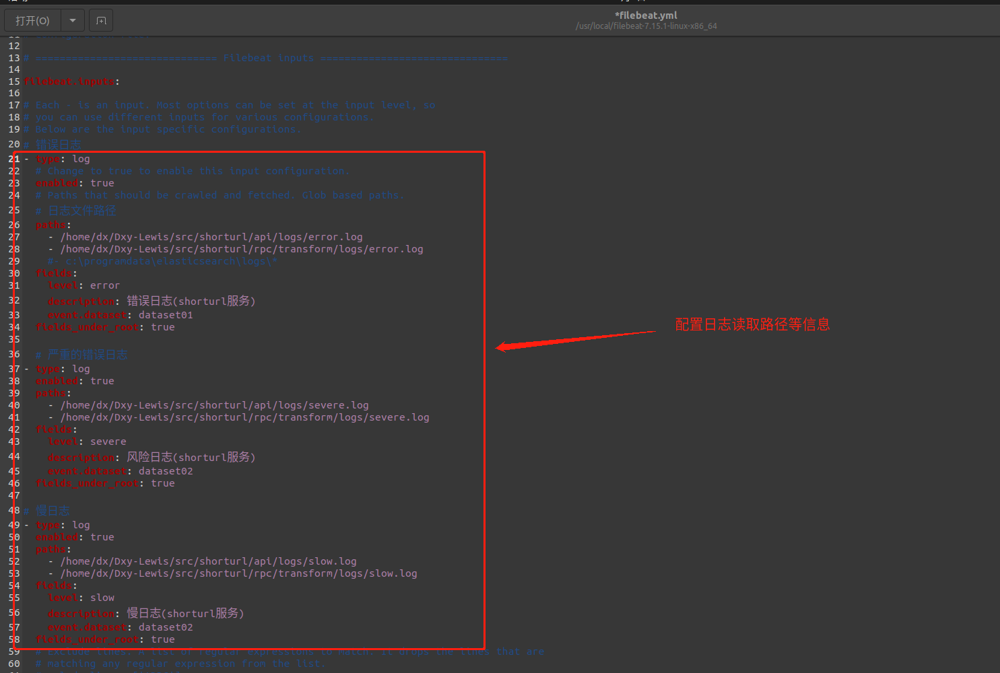 打开(O)
*filebeat.yml
/usr/local/filebeat-7.15.1-linux-x86_64
12
13 # ============================== Filebeat inputs ===============================
14
15 filebeat.inputs:
16
17 # Each - is an input. Most options can be set at the input level, so
18 # you can use different inputs for various configurations.
19 # Below are the input specific configurations.
20 # 错误日志
21 - type: log
22   # Change to true to enable this input configuration.
23   enabled: true
24   # Paths that should be crawled and fetched. Glob based paths.
25   # 日志文件路径
26   paths:
27     - /home/dx/Dxy-Lewis/src/shorturl/api/logs/error.log
28     - /home/dx/Dxy-Lewis/src/shorturl/rpc/transform/logs/error.log
29     #- c:\programdata\elasticsearch\logs\*
30   fields:
31     level: error
32     description: 错误日志(shorturl服务)
33     event.dataset: dataset01
34   fields_under_root: true
35
36   # 严重的错误日志
37 - type: log
38   enabled: true
39   paths:
40     - /home/dx/Dxy-Lewis/src/shorturl/api/logs/severe.log
41     - /home/dx/Dxy-Lewis/src/shorturl/rpc/transform/logs/severe.log
42   fields:
43     level: severe
44     description: 风险日志(shorturl服务)
45     event.dataset: dataset02
46   fields_under_root: true
47
48 # 慢日志
49 - type: log
50   enabled: true
51   paths:
52     - /home/dx/Dxy-Lewis/src/shorturl/api/logs/slow.log
53     - /home/dx/Dxy-Lewis/src/shorturl/rpc/transform/logs/slow.log
54   fields:
55     level: slow
56     description: 慢日志(shorturl服务)
57     event.dataset: dataset02
58   fields_under_root: true
59   # Exclude lines. A list of regular expressions to match. It drops the lines that are
60   # matching any regular expression from the list.
配置日志读取路径等信息